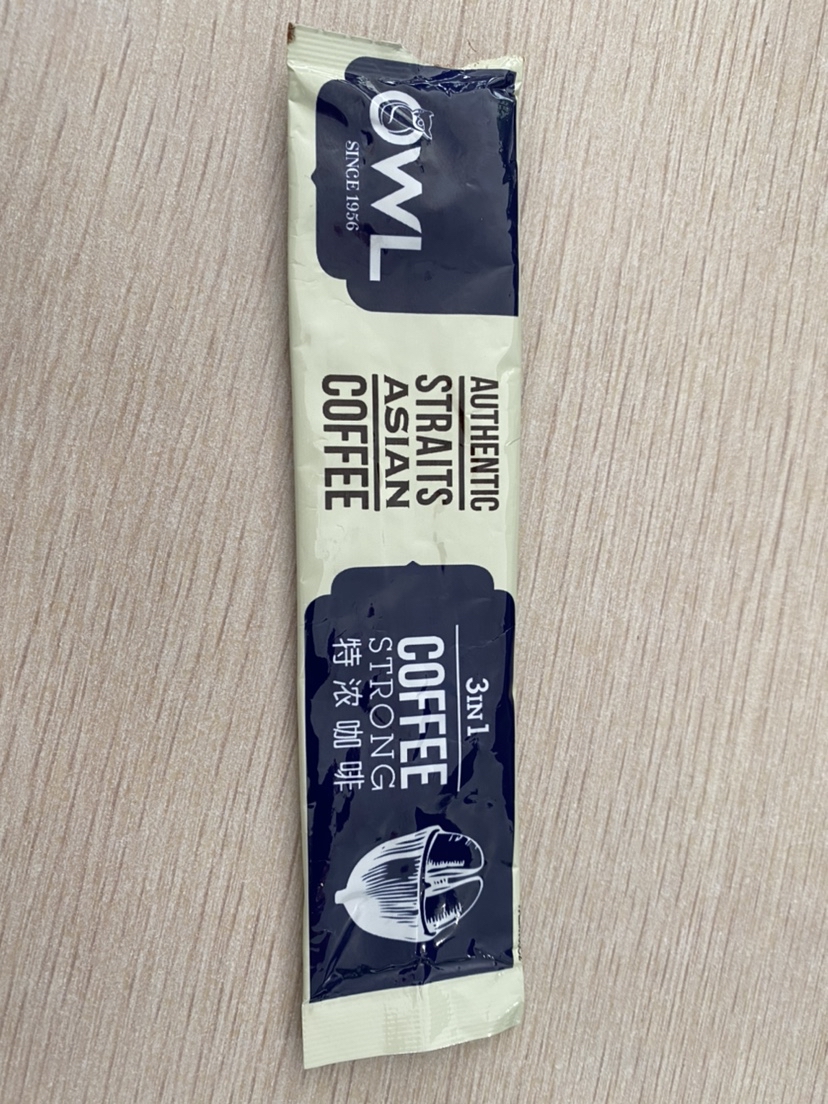 OWL
SINCE 1956
AUTHENTIC
STRAITS
ASIAN
COFFEE
3 IN 1
COFFEE
STRONG
特浓咖啡